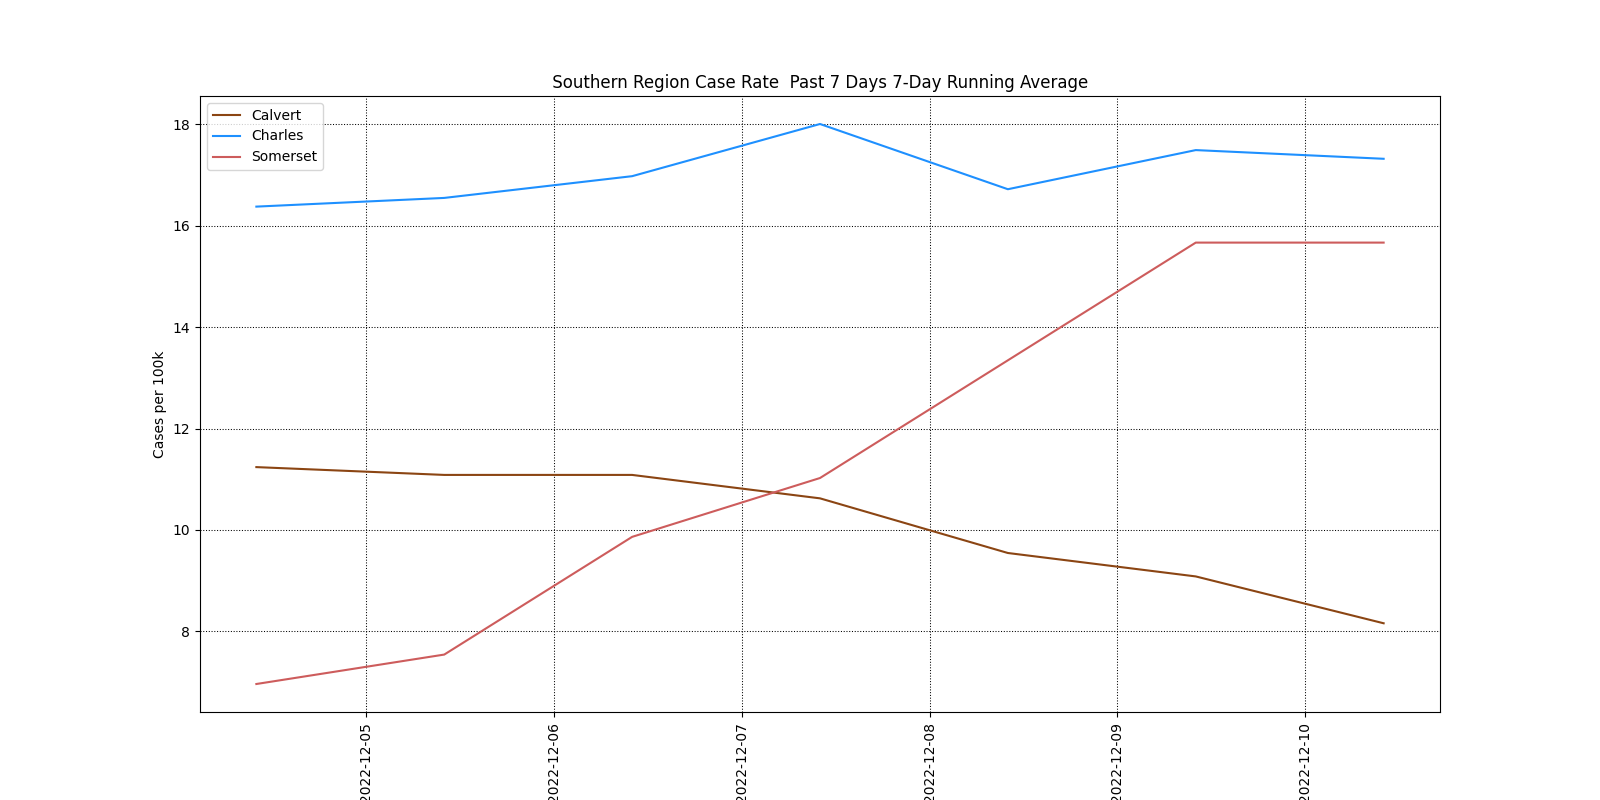 Southern Region Case Rate  Past 7 Days 7-Day Running Average
Calvert
Charles
Somerset
Cases per 100k
18
16
14
12
10
8
2022-12-05
2022-12-06
2022-12-07
2022-12-08
2022-12-09
2022-12-10